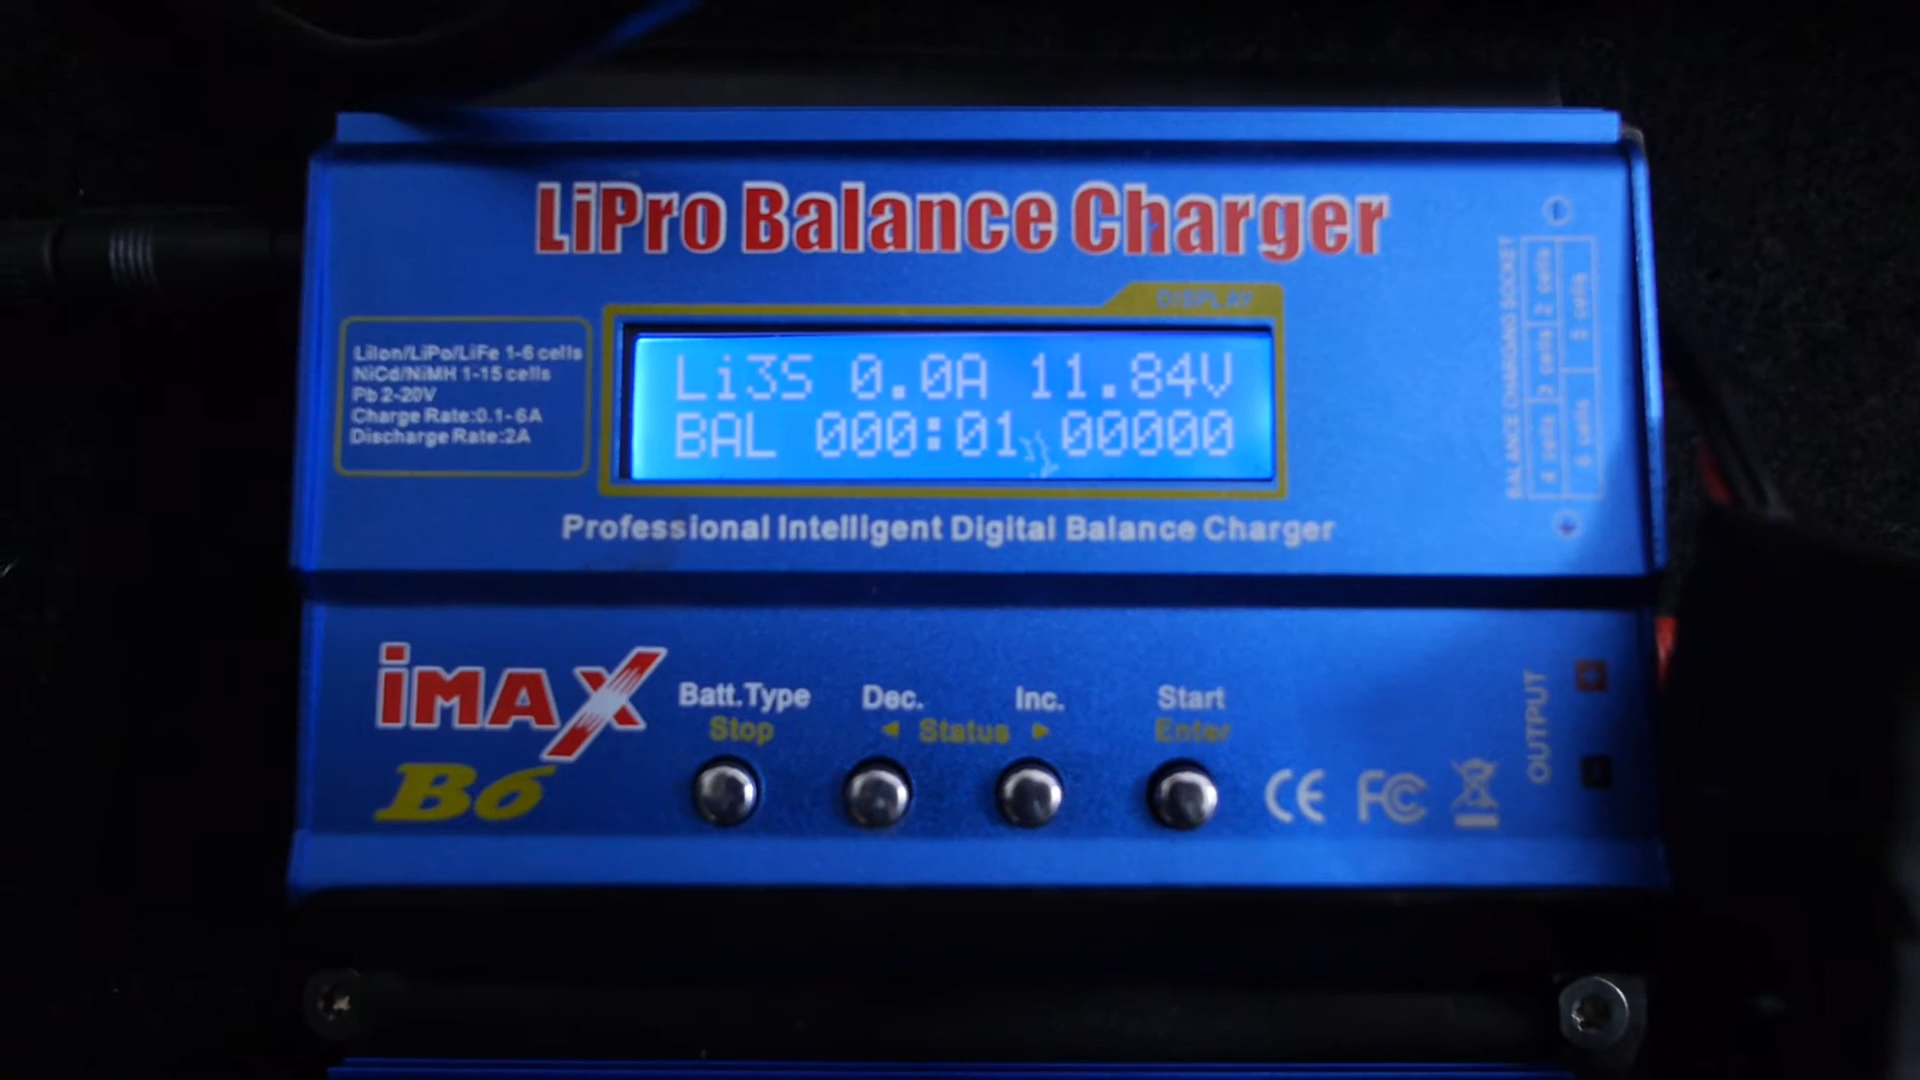 LiPro Balance Charger
DISPLAY
LiIon/LiPo/LiFe 1-6 cells
NiCd/NiMH 1-15 cells
Pb 2-20V
Charge Rate:0.1-6A
Discharge Rate:2A
Li3S 0.0A 11.84V
BAL 000:01 00000
Professional Intelligent Digital Balance Charger
BALANCE CHARGING SOCKET
2 cells
3 cells
4 cells
5 cells
6 cells
iMAX
B6
Batt.Type
Stop
Dec.
Inc.
◄ Status ►
Start
Enter
CE FC
OUTPUT
+
-